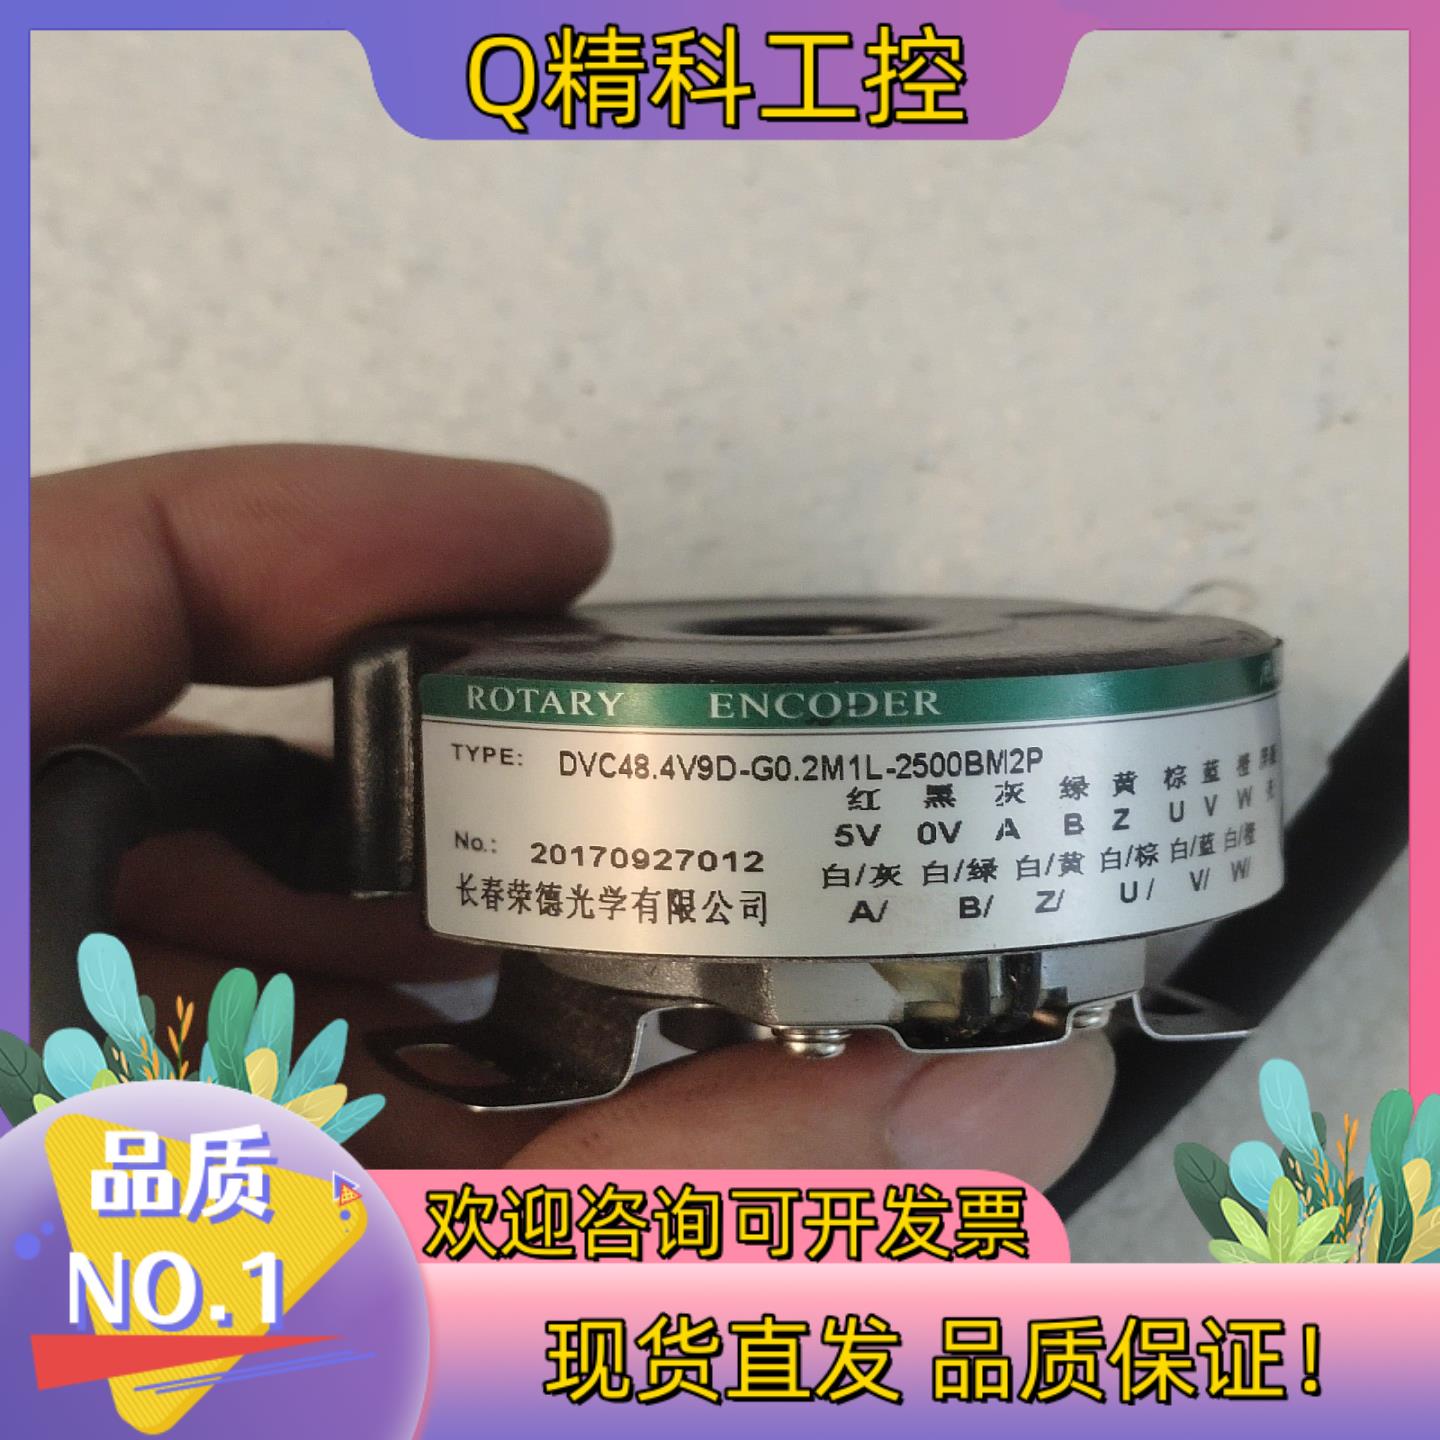 Q精科工控
ROTARY ENCODER
TYPE: DVC48.4V9D-G0.2M1L-2500BM2P
红 黑 灰 绿 黄 棕 蓝 橙 屏蔽
5V 0V A B Z U V W
No.: 20170927012
白/灰 白/绿 白/黄 白/棕 白/蓝 白/橙
长春荣德光学有限公司
A/ B/ Z/ U/ V/ W/
品质
NO.1
欢迎咨询可开发票
现货直发 品质保证!